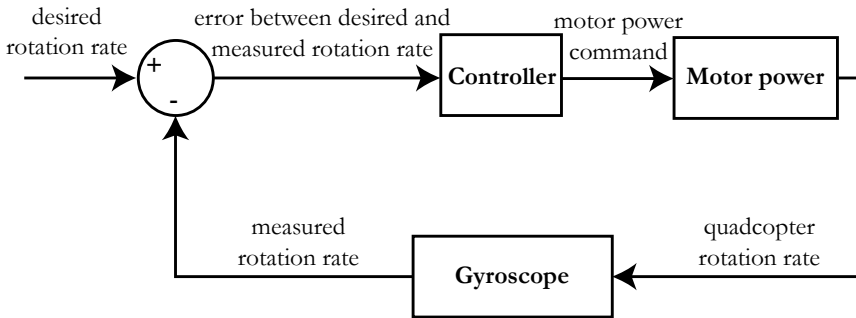 desired
rotation rate
error between desired and
measured rotation rate
motor power
command
+
-
Controller
Motor power
measured
rotation rate
Gyroscope
quadcopter
rotation rate